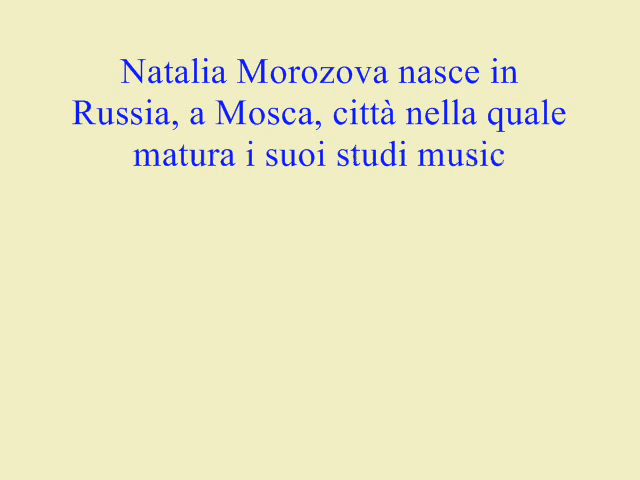 Natalia Morozova nasce in
Russia, a Mosca, città nella quale
matura i suoi studi music